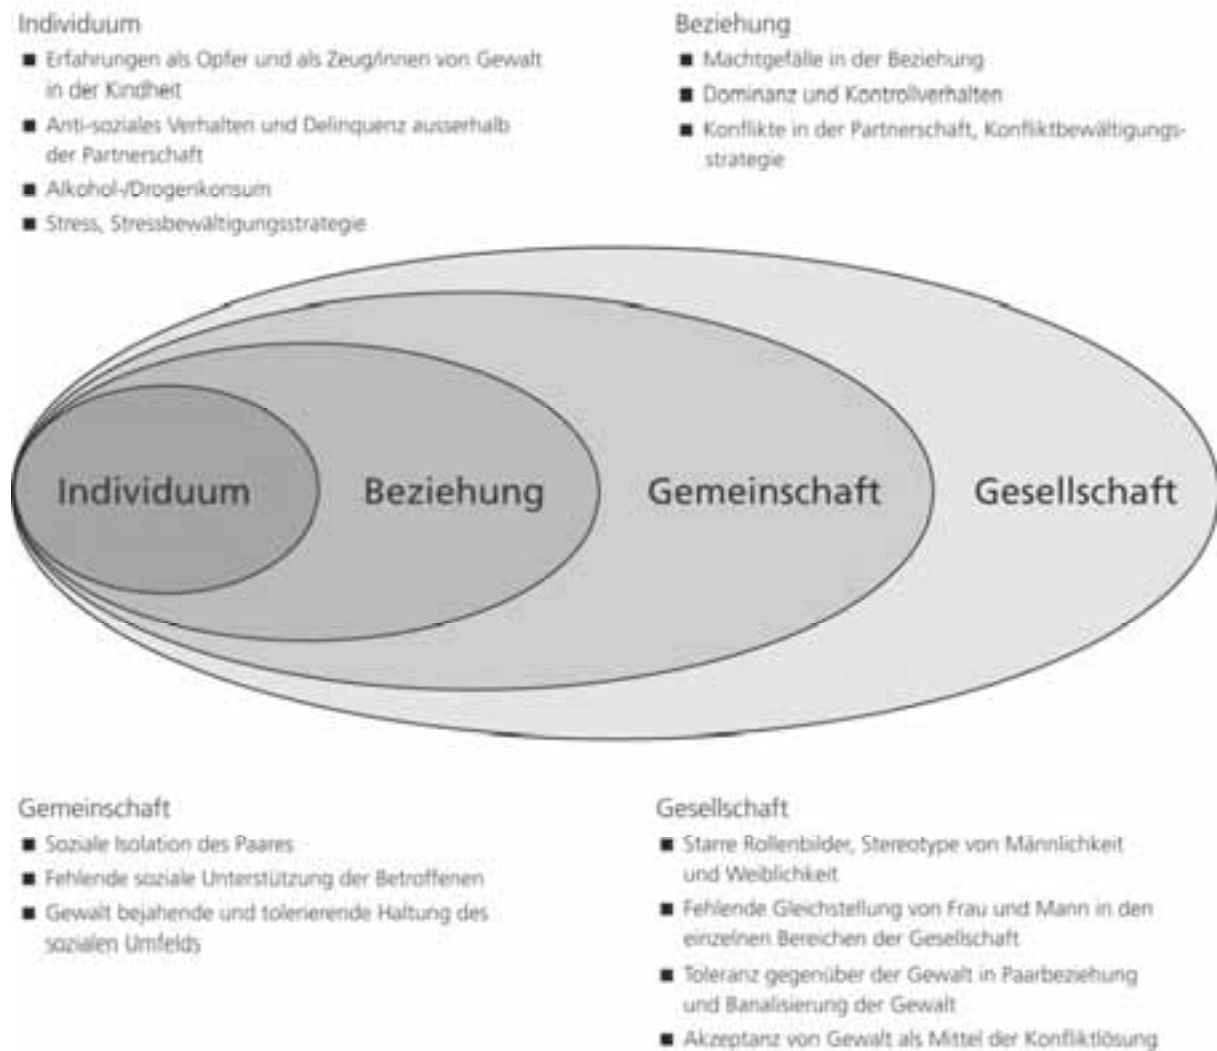 Individuum
■ Erfahrungen als Opfer und als Zeug/innen von Gewalt
in der Kindheit
■ Anti-soziales Verhalten und Delinquenz ausserhalb
der Partnerschaft
■ Alkohol-/Drogenkonsum
■ Stress, Stressbewältigungsstrategie
Beziehung
■ Machtgefälle in der Beziehung
■ Dominanz und Kontrollverhalten
■ Konflikte in der Partnerschaft, Konfliktbewältigungs-
strategie
Individuum
Beziehung
Gemeinschaft
Gesellschaft
Gemeinschaft
■ Soziale Isolation des Paares
■ Fehlende soziale Unterstützung der Betroffenen
■ Gewalt bejahende und tolerierende Haltung des
sozialen Umfelds
Gesellschaft
■ Starre Rollenbilder, Stereotype von Männlichkeit
und Weiblichkeit
■ Fehlende Gleichstellung von Frau und Mann in den
einzelnen Bereichen der Gesellschaft
■ Toleranz gegenüber der Gewalt in Paarbeziehung
und Banalisierung der Gewalt
■ Akzeptanz von Gewalt als Mittel der Konfliktlösung